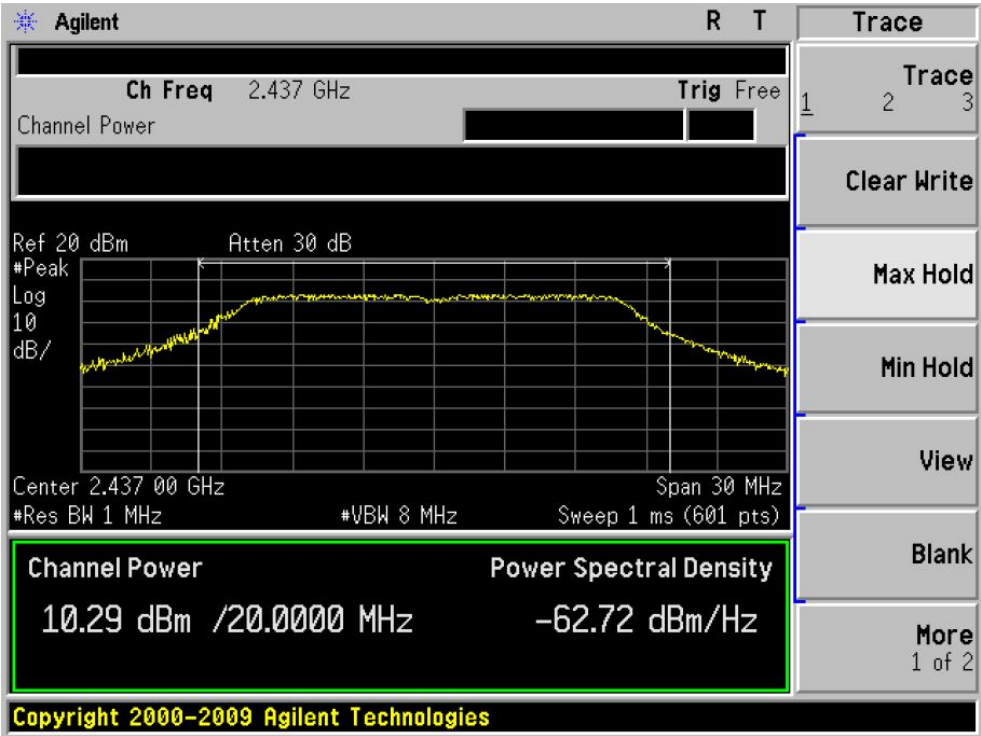 Agilent R T
Ch Freq 2.437 GHz Trig Free
Channel Power
Ref 20 dBm Atten 30 dB
#Peak
Log
10
dB/
Center 2.437 00 GHz Span 30 MHz
#Res BW 1 MHz #VBW 8 MHz Sweep 1 ms (601 pts)
Channel Power Power Spectral Density
10.29 dBm /20.0000 MHz -62.72 dBm/Hz
Copyright 2000-2009 Agilent Technologies
Trace
Trace
1 2 3
Clear Write
Max Hold
Min Hold
View
Blank
More
1 of 2